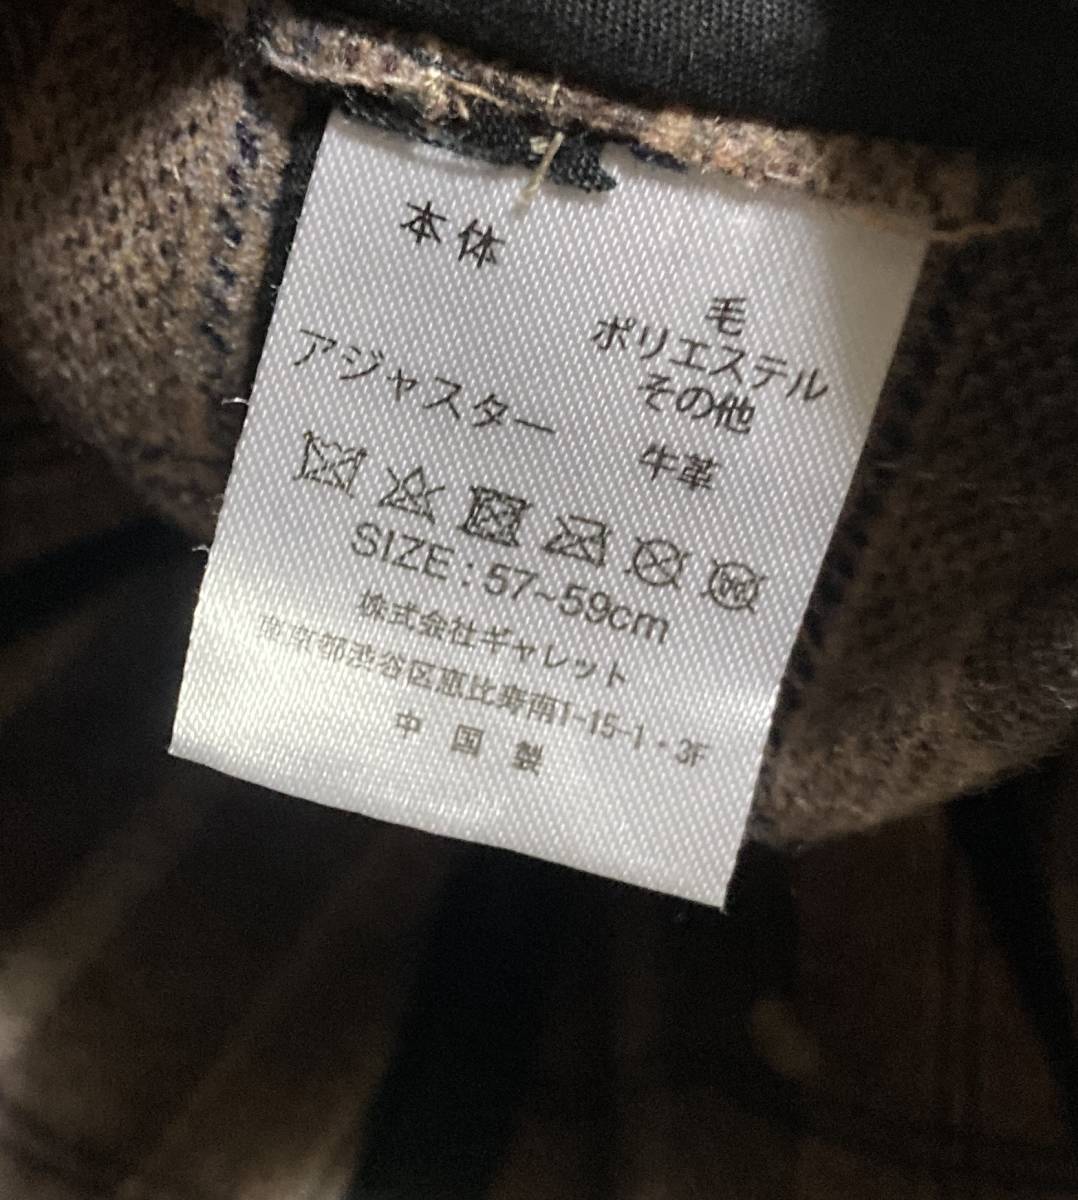 本体
毛
ポリエステル
その他
アジャスター
牛革
SIZE : 57~59cm
株式会社ギャレット
東京都渋谷区恵比寿南1-15-1・3F
中国製